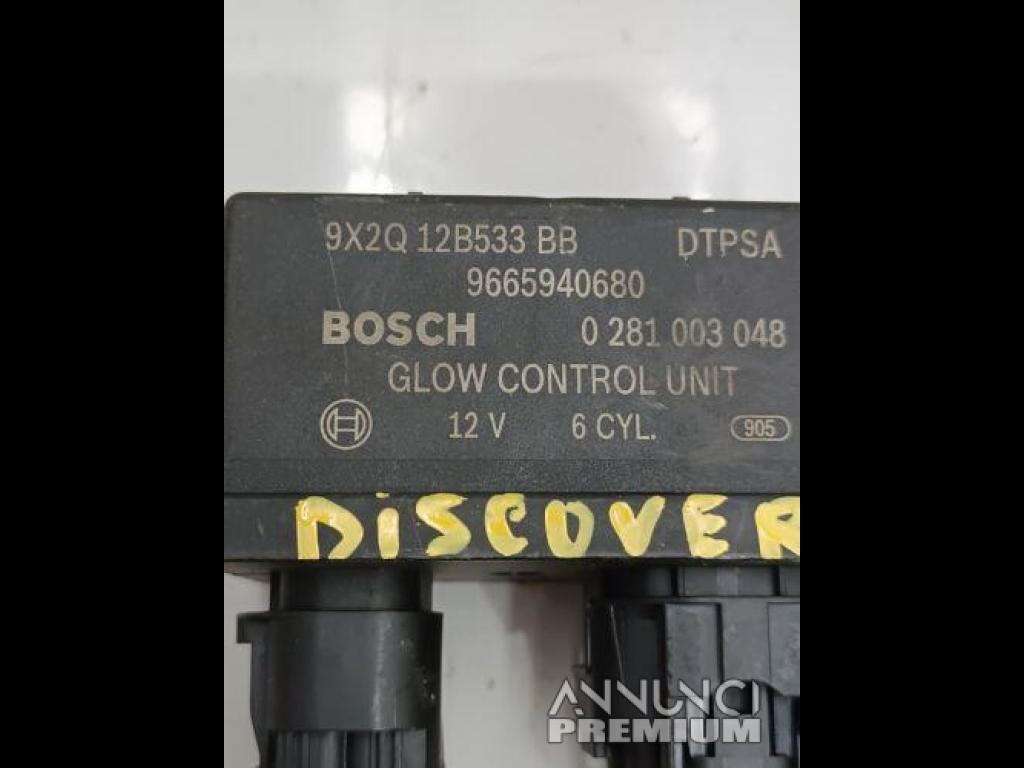 9X2Q 12B533 BB DTPSA
9665940680
BOSCH 0 281 003 048
GLOW CONTROL UNIT
12 V 6 CYL. 905
DISCOVER
ANNUNCI
PREMIUM